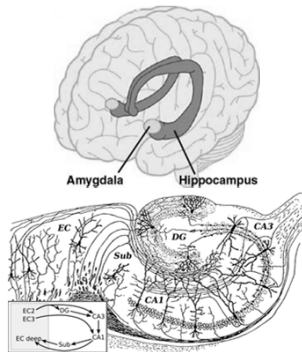 Amygdala Hippocampus
EC
Sub
DG
CA3
CA1
EC2 DG CA3
EC3
EC deep Sub CA1